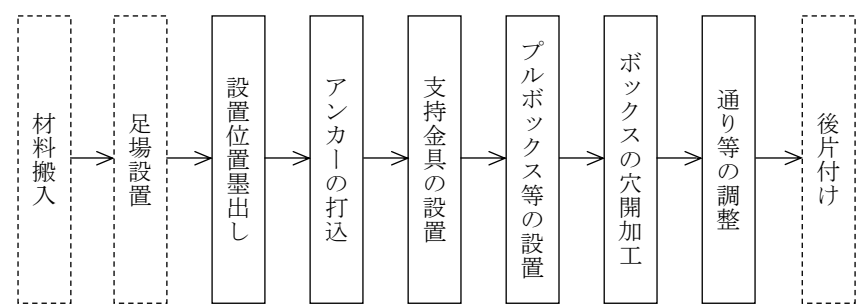 材料搬入
足場設置
設置位置墨出し
アンカーの打込
支持金具の設置
プルボックス等の設置
ボックスの穴開加工
通り等の調整
後片付け